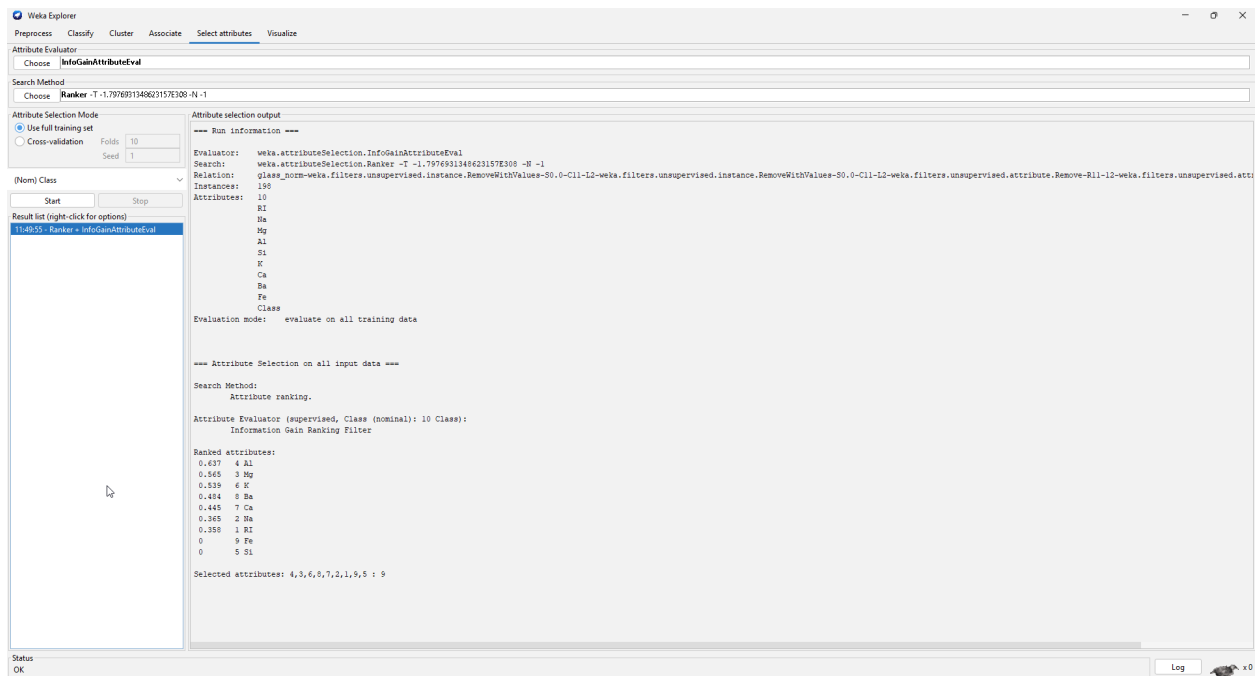 Weka Explorer
Preprocess Classify Cluster Associate Select attributes Visualize
Attribute Evaluator
Choose InfoGainAttributeEval
Search Method
Choose Ranker -T -1.7976931348623157E308 -N -1
Attribute Selection Mode
Use full training set
Cross-validation Folds 10
Seed 1
(Nom) Class
Start Stop
Result list (right-click for options)
11:49:55 - Ranker + InfoGainAttributeEval
Attribute selection output
=== Run information ===
Evaluator: weka.attributeSelection.InfoGainAttributeEval
Search: weka.attributeSelection.Ranker -T -1.7976931348623157E308 -N -1
Relation: glass_norm-weka.filters.unsupervised.instance.RemoveWithValues-S0.0-C11-L2-weka.filters.unsupervised.instance.RemoveWithValues-S0.0-C11-L2-weka.filters.unsupervised.attribute.Remove-R11-12-weka.filters.unsupervised.att
Instances: 198
Attributes: 10
RI
Na
Mg
Al
Si
K
Ca
Ba
Fe
Class
Evaluation mode: evaluate on all training data
=== Attribute Selection on all input data ===
Search Method:
Attribute ranking.
Attribute Evaluator (supervised, Class (nominal): 10 Class):
Information Gain Ranking Filter
Ranked attributes:
0.637 4 Al
0.565 3 Mg
0.539 6 K
0.484 8 Ba
0.445 7 Ca
0.365 2 Na
0.358 1 RI
0 9 Fe
0 5 Si
Selected attributes: 4,3,6,8,7,2,1,9,5 : 9
Status
OK
Log x 0